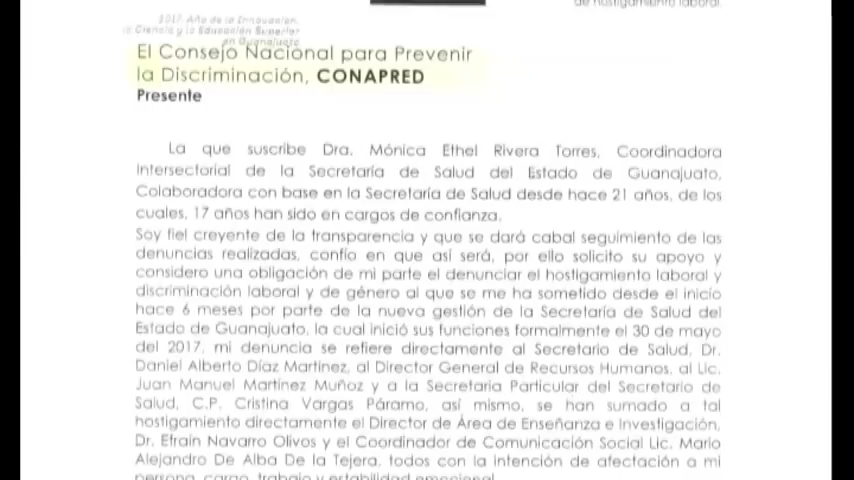 de hostigamiento laboral.
2017. Año de la Innovación,
la Ciencia y la Educación Superior
en Guanajuato
El Consejo Nacional para Prevenir
la Discriminación, CONAPRED
Presente
La que suscribe Dra. Mónica Ethel Rivera Torres, Coordinadora
Intersectorial de la Secretaría de Salud del Estado de Guanajuato,
Colaboradora con base en la Secretaría de Salud desde hace 21 años, de los
cuales, 17 años han sido en cargos de confianza.
Soy fiel creyente de la transparencia y que se dará cabal seguimiento de las
denuncias realizadas, confío en que así será, por ello solicito su apoyo y
considero una obligación de mi parte el denunciar el hostigamiento laboral y
discriminación laboral y de género al que se me ha sometido desde el inicio
hace 6 meses por parte de la nueva gestión de la Secretaría de Salud del
Estado de Guanajuato, la cual inició sus funciones formalmente el 30 de mayo
del 2017, mi denuncia se refiere directamente al Secretario de Salud, Dr.
Daniel Alberto Díaz Martínez, al Director General de Recursos Humanos, al Lic.
Juan Manuel Martínez Muñoz y a la Secretaria Particular del Secretario de
Salud, C.P. Cristina Vargas Páramo, así mismo, se han sumado a tal
hostigamiento directamente el Director de Área de Enseñanza e Investigación,
Dr. Efraín Navarro Olivos y el Coordinador de Comunicación Social Lic. Mario
Alejandro De Alba De la Tejera, todos con la intención de afectación a mi
persona, cargo, trabajo y estabilidad emocional.